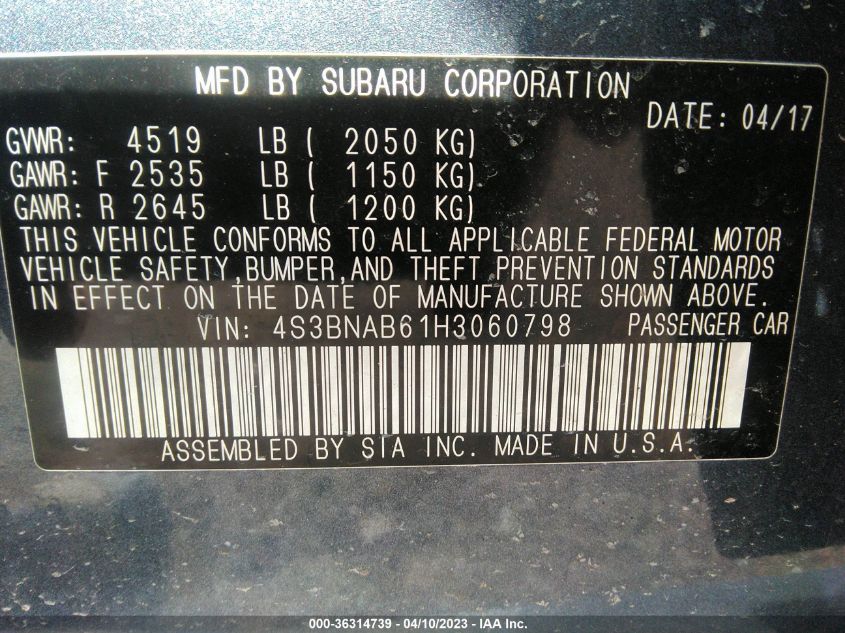 MFD BY SUBARU CORPORATION
DATE: 04/17
GVWR: 4519 LB ( 2050 KG)
GAWR: F 2535 LB ( 1150 KG)
GAWR: R 2645 LB ( 1200 KG)
THIS VEHICLE CONFORMS TO ALL APPLICABLE FEDERAL MOTOR
VEHICLE SAFETY,BUMPER,AND THEFT PREVENTION STANDARDS
IN EFFECT ON THE DATE OF MANUFACTURE SHOWN ABOVE.
VIN: 4S3BNAB61H3060798 PASSENGER CAR
ASSEMBLED BY SIA INC. MADE IN U.S.A.
000-36314739 - 04/10/2023 - IAA, Inc.